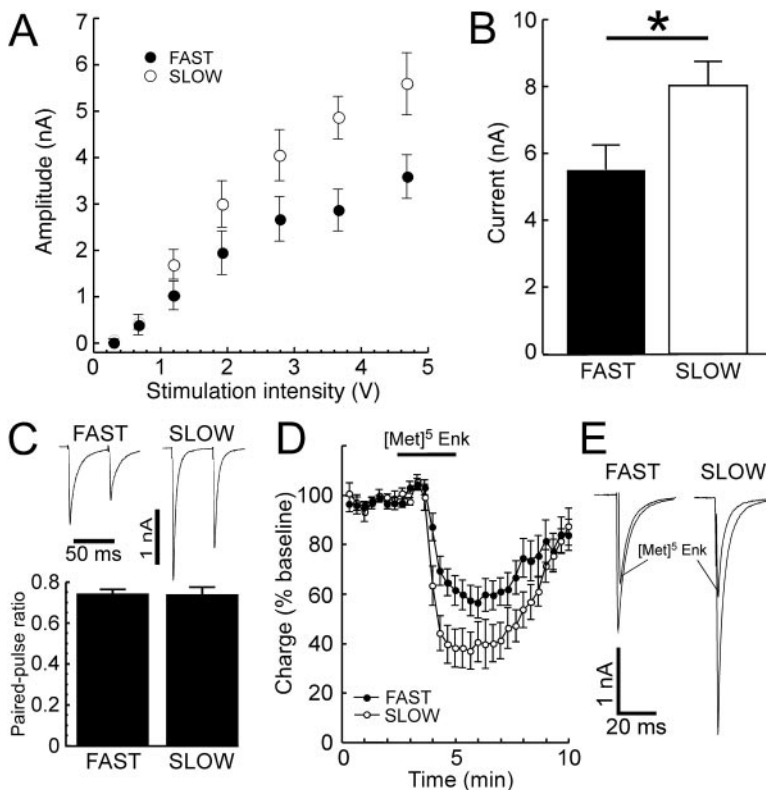 A
7
6
5
4
3
2
1
0
Amplitude (nA)
FAST
SLOW
0 1 2 3 4 5
Stimulation intensity (V)
B
*
10
8
6
4
2
0
Current (nA)
FAST SLOW
C
FAST SLOW
50 ms
1 nA
0.8
0.6
0.4
0.2
0
Paired-pulse ratio
FAST SLOW
D
[Met]⁵ Enk
100
80
60
40
20
0
Charge (% baseline)
FAST
SLOW
0 5 10
Time (min)
E
FAST SLOW
[Met]⁵ Enk
1 nA
20 ms